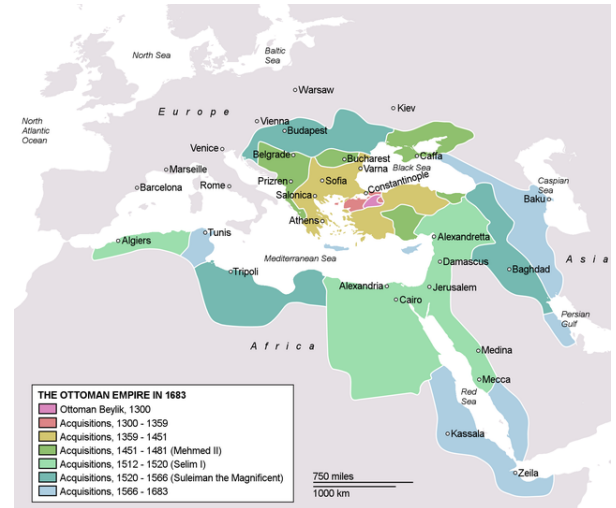 North Sea
Baltic
Sea
Warsaw
Europe
Kiev
North
Atlantic
Ocean
Vienna
Budapest
Venice
Belgrade
Bucharest
Caffa
Black Sea
Varna
Marseille
Prizren
Sofia
Constantinople
Caspian
Sea
Barcelona
Rome
Salonica
Baku
Athens
Algiers
Tunis
Alexandretta
Asia
Mediterranean Sea
Damascus
Tripoli
Baghdad
Alexandria
Jerusalem
Cairo
Persian
Gulf
Africa
Medina
Mecca
Red
Sea
Kassala
Zeila
THE OTTOMAN EMPIRE IN 1683
Ottoman Beylik, 1300
Acquisitions, 1300 - 1359
Acquisitions, 1359 - 1451
Acquisitions, 1451 - 1481 (Mehmed II)
Acquisitions, 1512 - 1520 (Selim I)
Acquisitions, 1520 - 1566 (Suleiman the Magnificent)
Acquisitions, 1566 - 1683
750 miles
1000 km